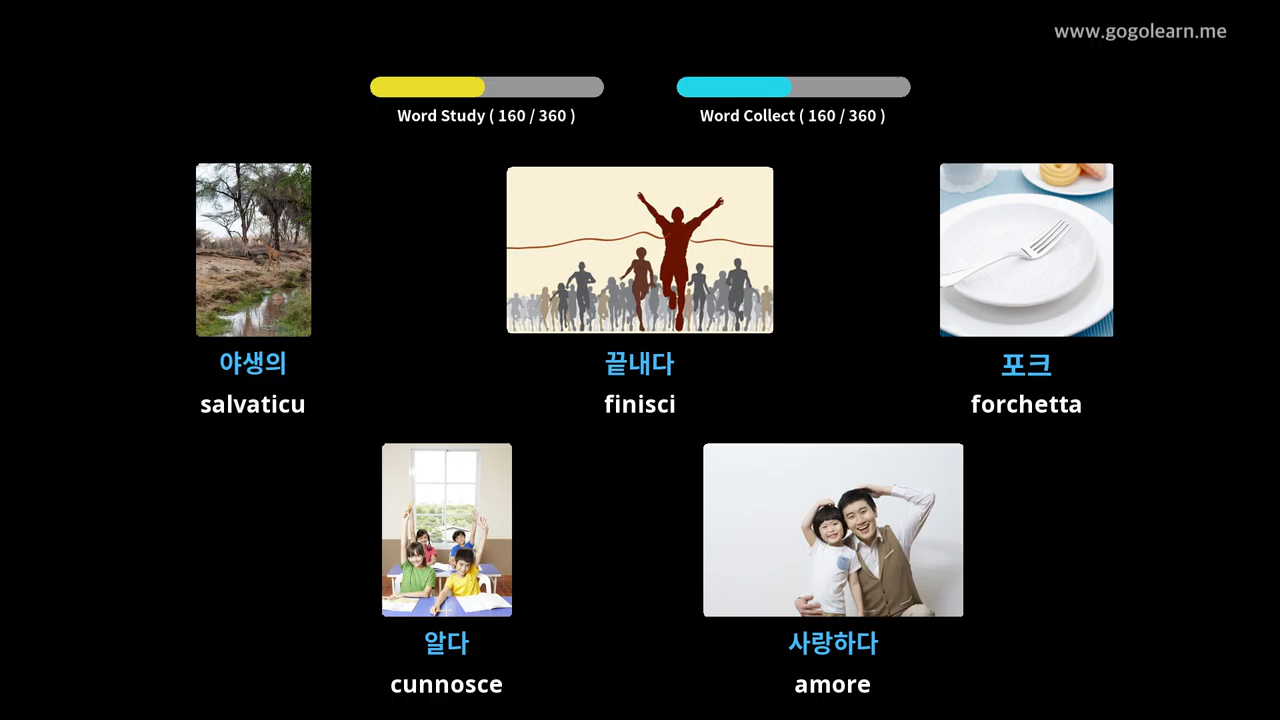 www.gogolearn.me
Word Study ( 160 / 360 )
Word Collect ( 160 / 360 )
야생의
salvaticu
끝내다
finisci
포크
forchetta
알다
cunnosce
사랑하다
amore